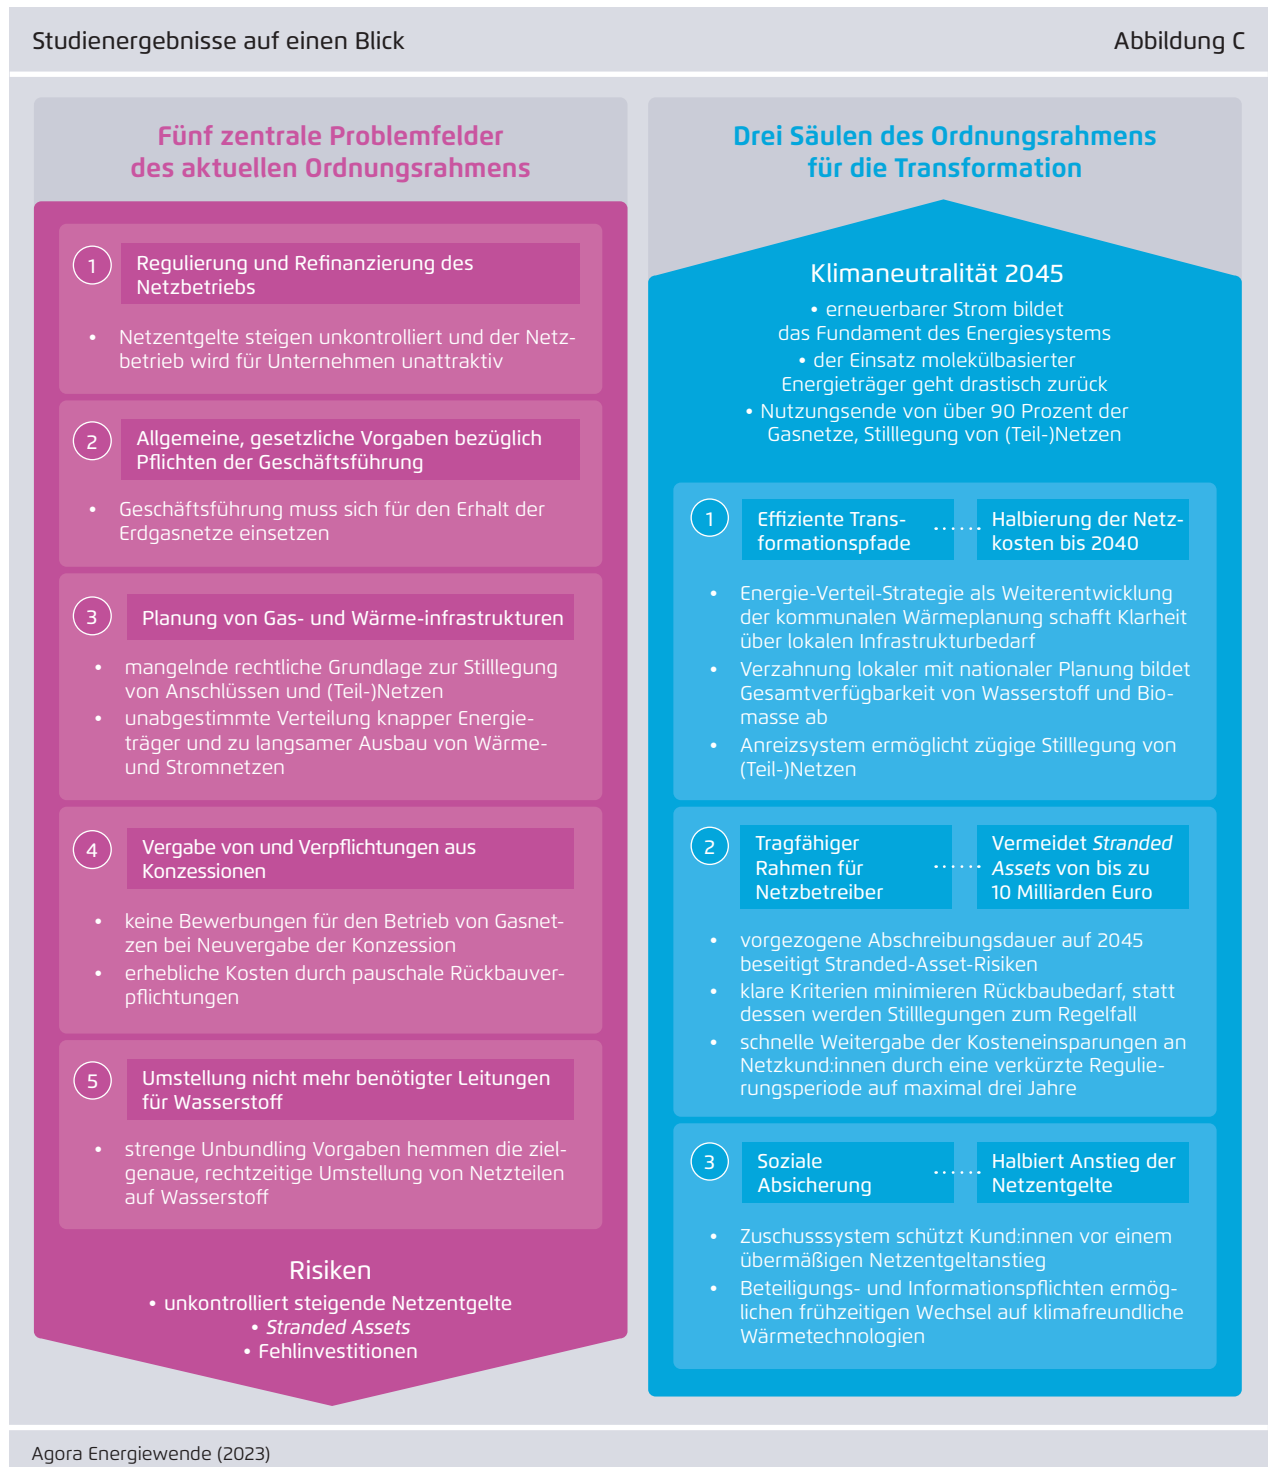 Studienergebnisse auf einen Blick
Abbildung C
Fünf zentrale Problemfelder
des aktuellen Ordnungsrahmens
1
Regulierung und Refinanzierung des
Netzbetriebs
• Netzentgelte steigen unkontrolliert und der Netz-
betrieb wird für Unternehmen unattraktiv
2
Allgemeine, gesetzliche Vorgaben bezüglich
Pflichten der Geschäftsführung
• Geschäftsführung muss sich für den Erhalt der
Erdgasnetze einsetzen
3
Planung von Gas- und Wärme-infrastrukturen
• mangelnde rechtliche Grundlage zur Stilllegung
von Anschlüssen und (Teil-)Netzen
• unabgestimmte Verteilung knapper Energie-
träger und zu langsamer Ausbau von Wärme-
und Stromnetzen
4
Vergabe von und Verpflichtungen aus
Konzessionen
• keine Bewerbungen für den Betrieb von Gasnet-
zen bei Neuvergabe der Konzession
• erhebliche Kosten durch pauschale Rückbauver-
pflichtungen
5
Umstellung nicht mehr benötigter Leitungen
für Wasserstoff
• strenge Unbundling Vorgaben hemmen die ziel-
genaue, rechtzeitige Umstellung von Netzteilen
auf Wasserstoff
Risiken
• unkontrolliert steigende Netzentgelte
• Stranded Assets
• Fehlinvestitionen
Drei Säulen des Ordnungsrahmens
für die Transformation
Klimaneutralität 2045
• erneuerbarer Strom bildet
das Fundament des Energiesystems
• der Einsatz molekülbasierter
Energieträger geht drastisch zurück
• Nutzungsende von über 90 Prozent der
Gasnetze, Stilllegung von (Teil-)Netzen
1
Effiziente Trans-
formationspfade
......
Halbierung der Netz-
kosten bis 2040
• Energie-Verteil-Strategie als Weiterentwicklung
der kommunalen Wärmeplanung schafft Klarheit
über lokalen Infrastrukturbedarf
• Verzahnung lokaler mit nationaler Planung bildet
Gesamtverfügbarkeit von Wasserstoff und Bio-
masse ab
• Anreizsystem ermöglicht zügige Stilllegung von
(Teil-)Netzen
2
Tragfähiger
Rahmen für
Netzbetreiber
......
Vermeidet Stranded
Assets von bis zu
10 Milliarden Euro
• vorgezogene Abschreibungsdauer auf 2045
beseitigt Stranded-Asset-Risiken
• klare Kriterien minimieren Rückbaubedarf, statt
dessen werden Stilllegungen zum Regelfall
• schnelle Weitergabe der Kosteneinsparungen an
Netzkund:innen durch eine verkürzte Regulie-
rungsperiode auf maximal drei Jahre
3
Soziale
Absicherung
......
Halbiert Anstieg der
Netzentgelte
• Zuschusssystem schützt Kund:innen vor einem
übermäßigen Netzentgeltanstieg
• Beteiligungs- und Informationspflichten ermög-
lichen frühzeitigen Wechsel auf klimafreundliche
Wärmetechnologien
Agora Energiewende (2023)